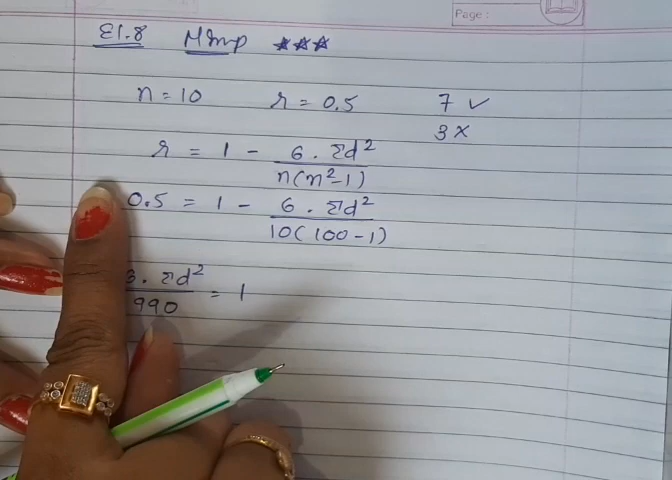 Page :
E1.8 MImp ☆☆☆
n = 10 r = 0.5 7 ✓
3 ×
r = 1 - 6 . Σd² / n(n²-1)
0.5 = 1 - 6 . Σd² / 10(100-1)
. Σd² / 990 = 1